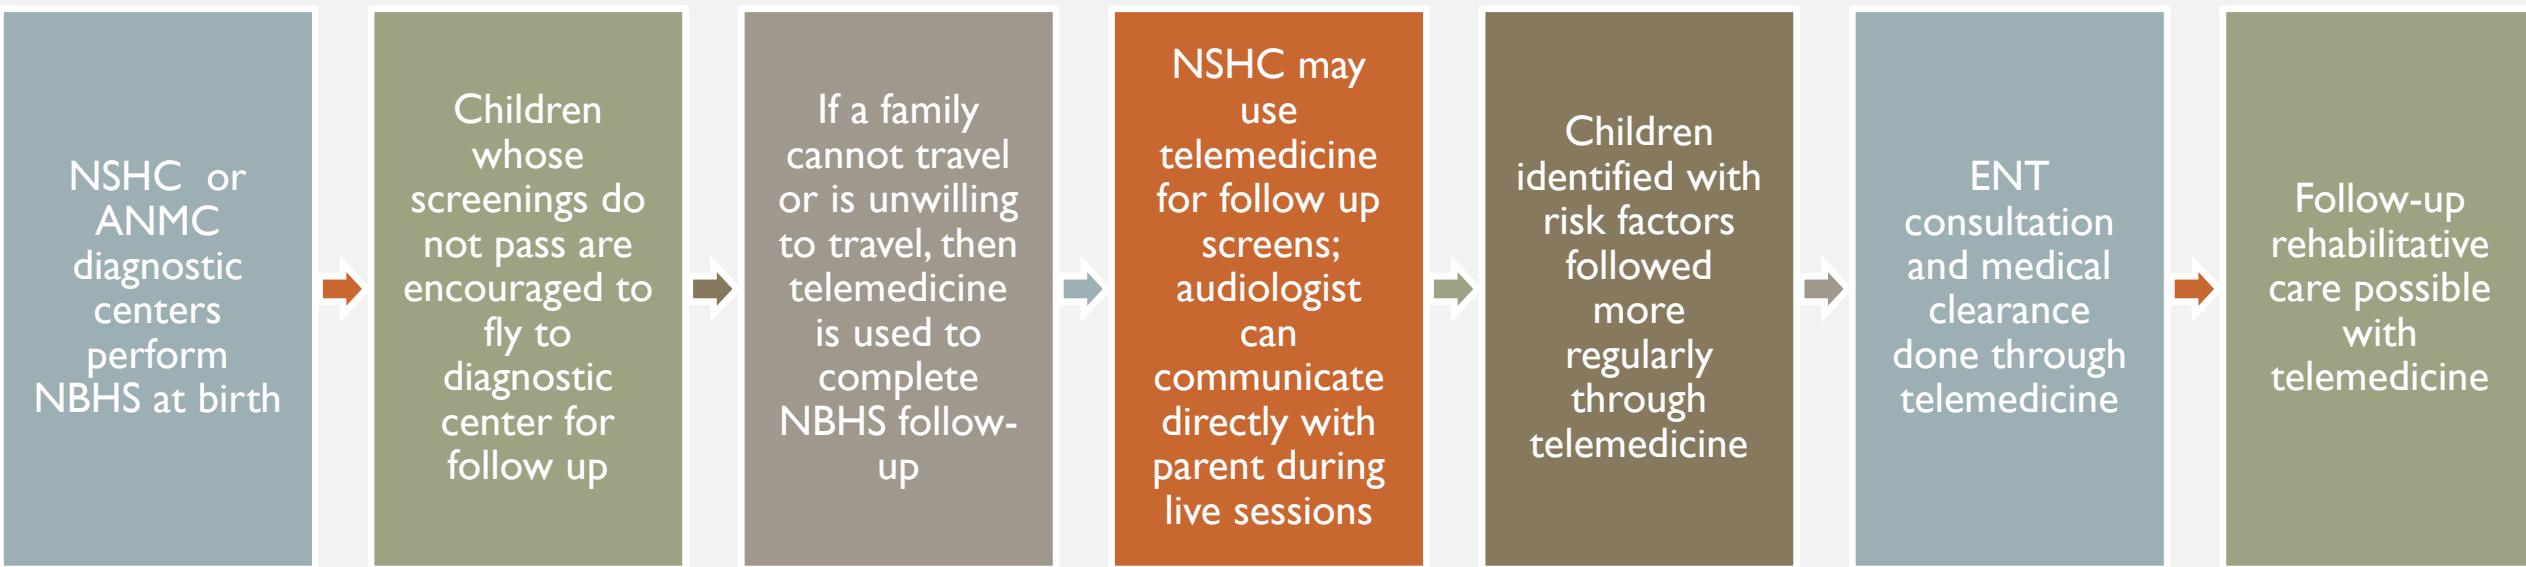 NSHC or
ANMC
diagnostic
centers
perform
NBHS at birth
Children
whose
screenings do
not pass are
encouraged to
fly to
diagnostic
center for
follow up
If a family
cannot travel
or is unwilling
to travel, then
telemedicine
is used to
complete
NBHS follow-
up
NSHC may
use
telemedicine
for follow up
screens;
audiologist
can
communicate
directly with
parent during
live sessions
Children
identified with
risk factors
followed
more
regularly
through
telemedicine
ENT
consultation
and medical
clearance
done through
telemedicine
Follow-up
rehabilitative
care possible
with
telemedicine